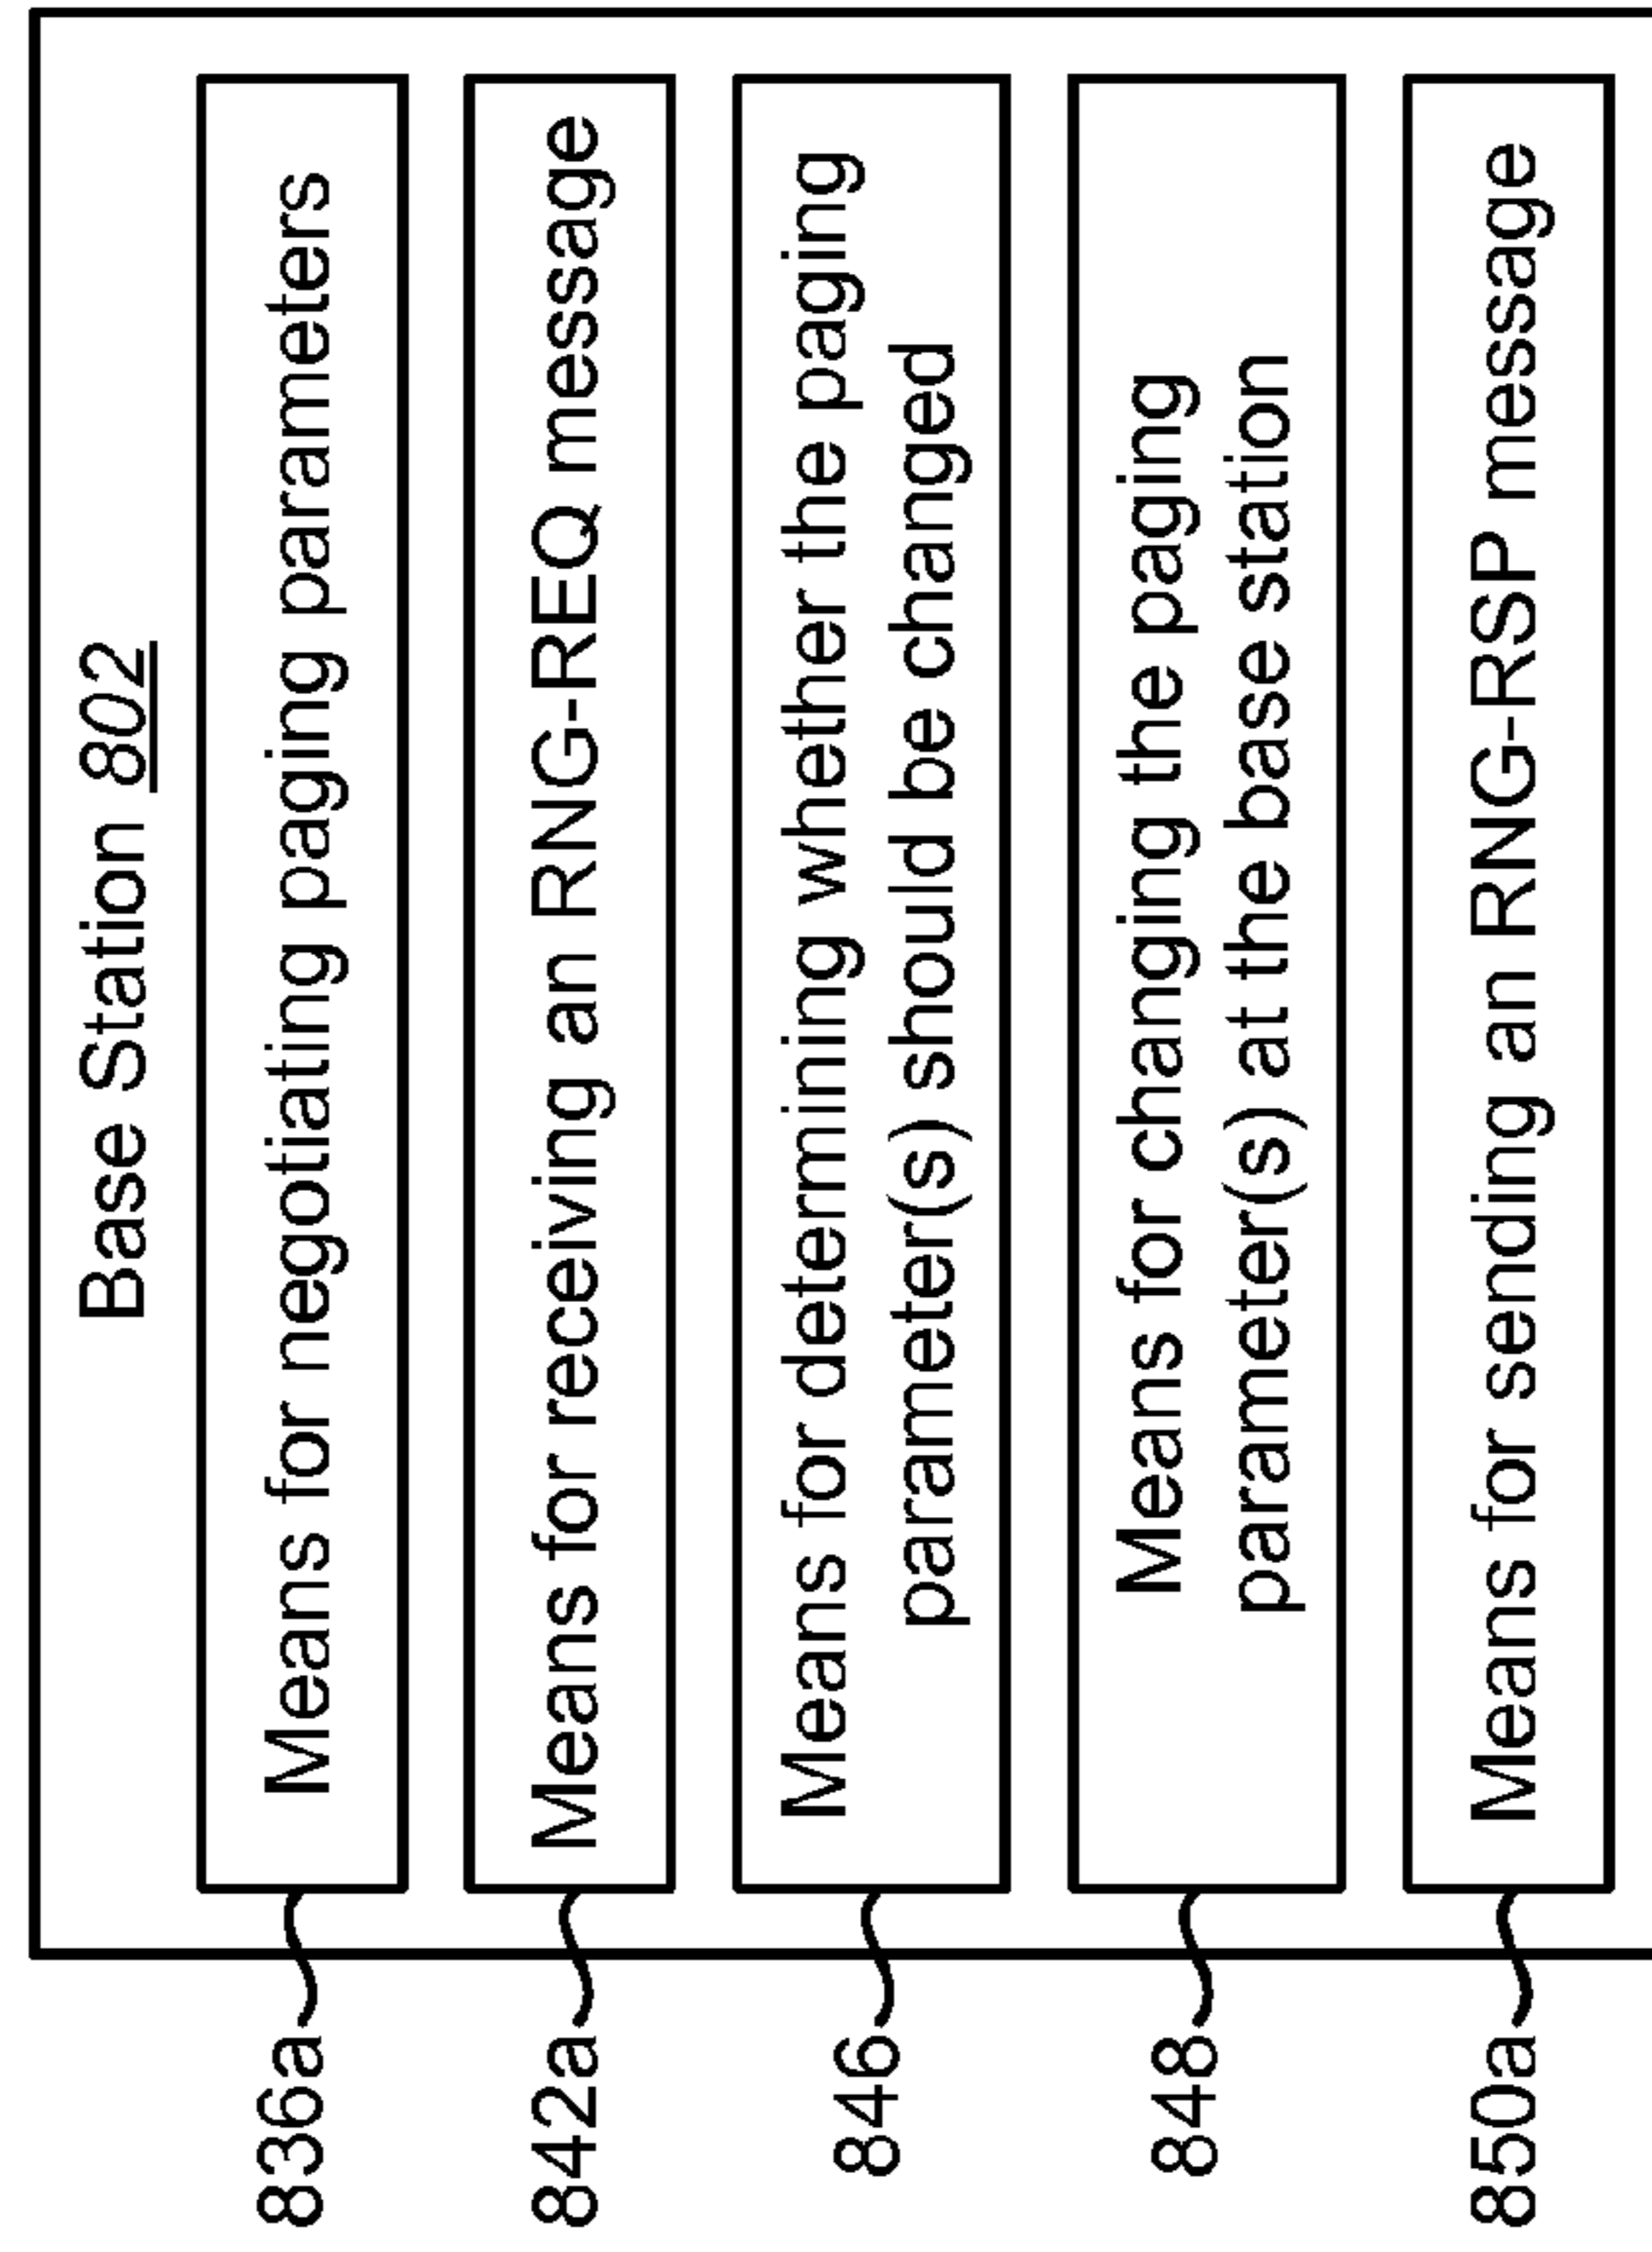 Base Station 802
836a
Means for negotiating paging parameters
842a
Means for receiving an RNG-REQ message
846
Means for determining whether the paging
parameter(s) should be changed
848
Means for changing the paging
parameter(s) at the base station
850a
Means for sending an RNG-RSP message